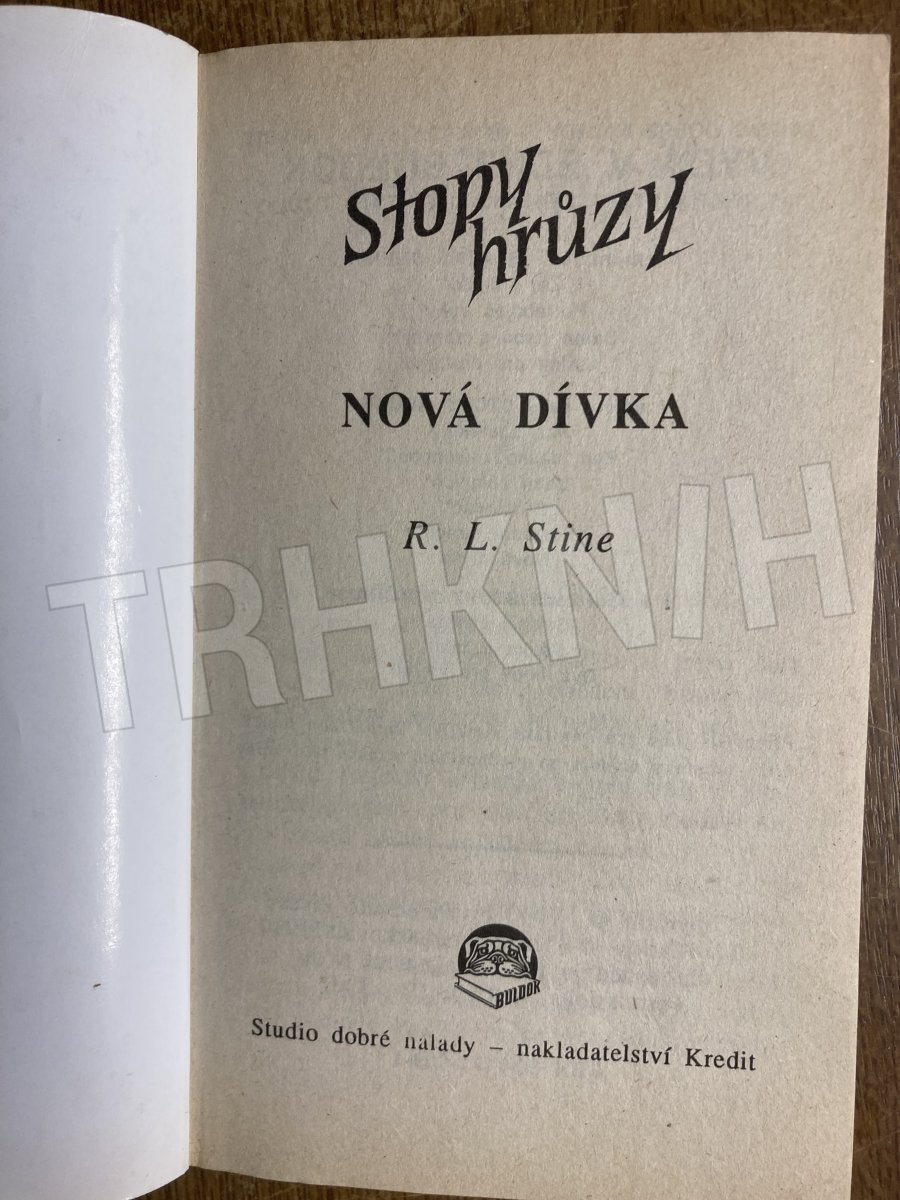 Stopy
hrůzy
NOVÁ DÍVKA
R. L. Stine
TRHKNIH
BULDOK
Studio dobré nalady – nakladatelství Kredit